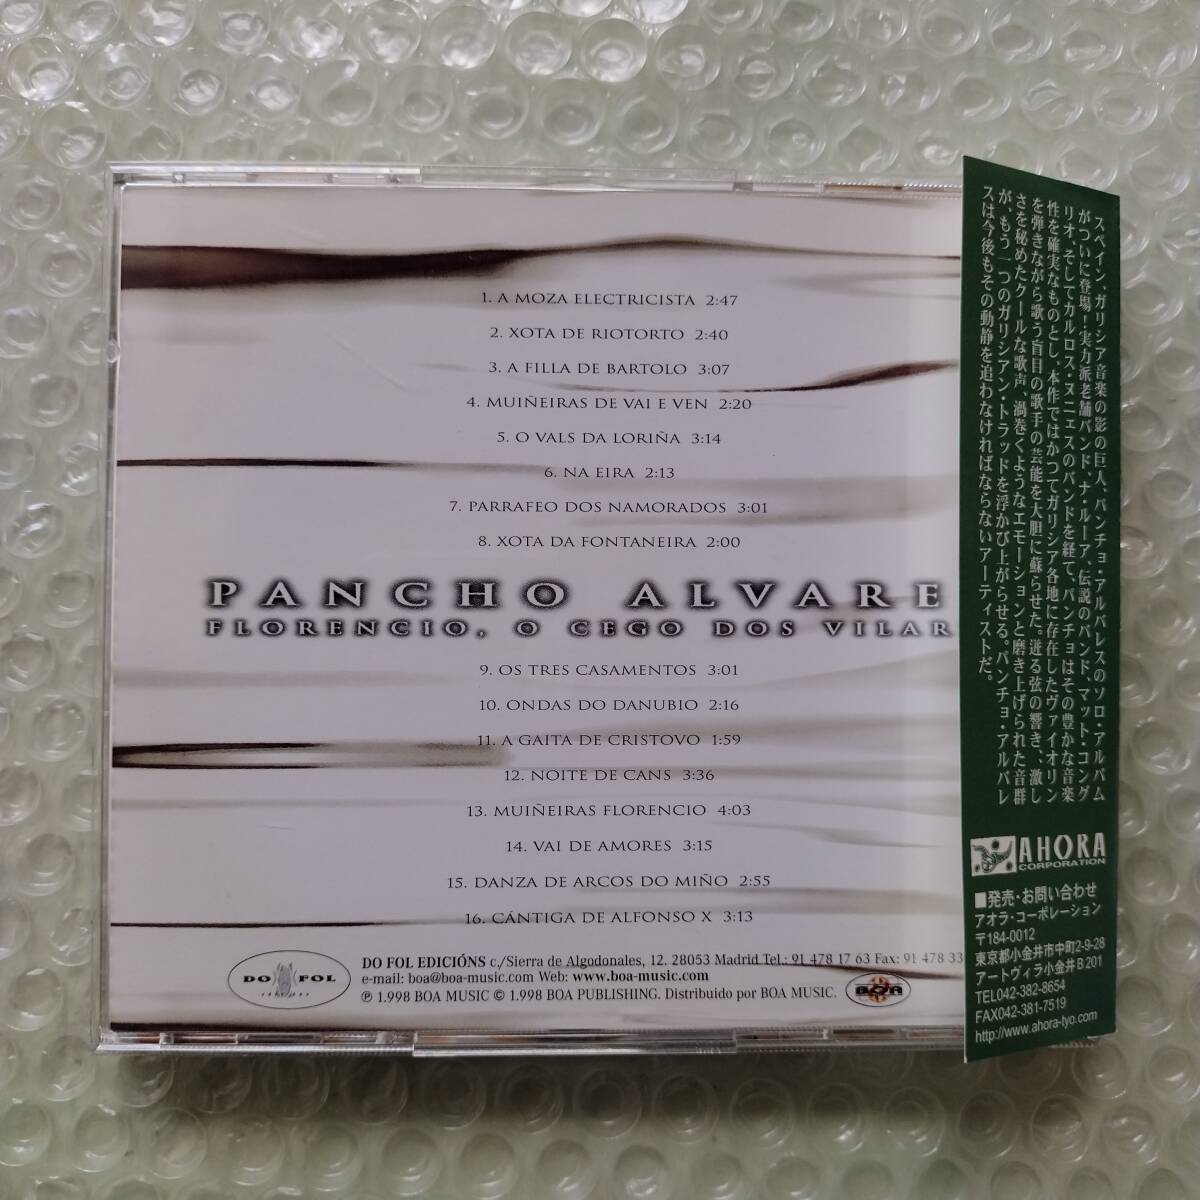 1. A MOZA ELECTRICISTA 2:47
2. XOTA DE RIOTORTO 2:40
3. A FILLA DE BARTOLO 3:07
4. MUIÑEIRAS DE VAI E VEN 2:20
5. O VALS DA LORIÑA 3:14
6. NA EIRA 2:13
7. PARRAFEO DOS NAMORADOS 3:01
8. XOTA DA FONTANEIRA 2:00
PANCHO ALVARE
FLORENCIO, O CEGO DOS VILAR
9. OS TRES CASAMENTOS 3:01
10. ONDAS DO DANUBIO 2:16
11. A GAITA DE CRISTOVO 1:59
12. NOITE DE CANS 3:36
13. MUIÑEIRAS FLORENCIO 4:03
14. VAI DE AMORES 3:15
15. DANZA DE ARCOS DO MIÑO 2:55
16. CÁNTIGA DE ALFONSO X 3:13
DO FOL
DO FOL EDICIÓNS c./Sierra de Algodonales, 12. 28053 Madrid Tel.: 91 478 17 63 Fax: 91 478 33
e-mail: boa@boa-music.com Web: www.boa-music.com
℗ 1.998 BOA MUSIC © 1.998 BOA PUBLISHING. Distribuido por BOA MUSIC.
BOA
スペイン、ガリシア音楽の影の巨人、パンチョ・アルバレスのソロ・アルバム
がついに登場！実力派老舗バンド、ナ・ルーア、伝説のバンド、マット・コング
リオ、そしてカルロス・ヌニェスのバンドを経て、パンチョはその豊かな音楽
性を確実なものとし、本作ではかつてガリシア各地に存在したヴァイオリン
を弾きながら歌う盲目の歌手の芸能を大胆に蘇らせた。迸る弦の響き、激し
さを秘めたクールな歌声、渦巻くようなエモーションと磨き上げられた音群
が、もう一つのガリシアン・トラッドを浮かび上がらせる。パンチョ・アルバレ
スは今後もその動静を追わなければならないアーティストだ。
AHORA
CORPORATION
■発売・お問い合わせ
アオラ・コーポレーション
〒184-0012
東京都小金井市中町2-9-28
アートヴィラ小金井B201
TEL042-382-8654
FAX042-381-7519
http://www.ahora-tyo.com